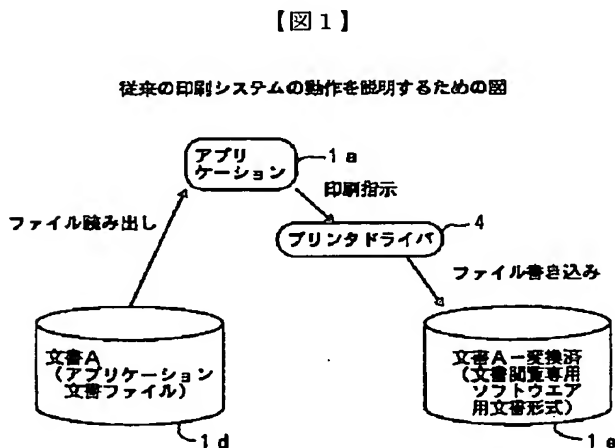 【図1】
従来の印刷システムの動作を説明するための図
アプリ
ケーション
1a
印刷指示
ファイル読み出し
プリンタドライバ
4
ファイル書き込み
文書A
(アプリケーション
文書ファイル)
1d
文書A-変換済
(文書閲覧専用
ソフトウエア
用文書形式)
1e